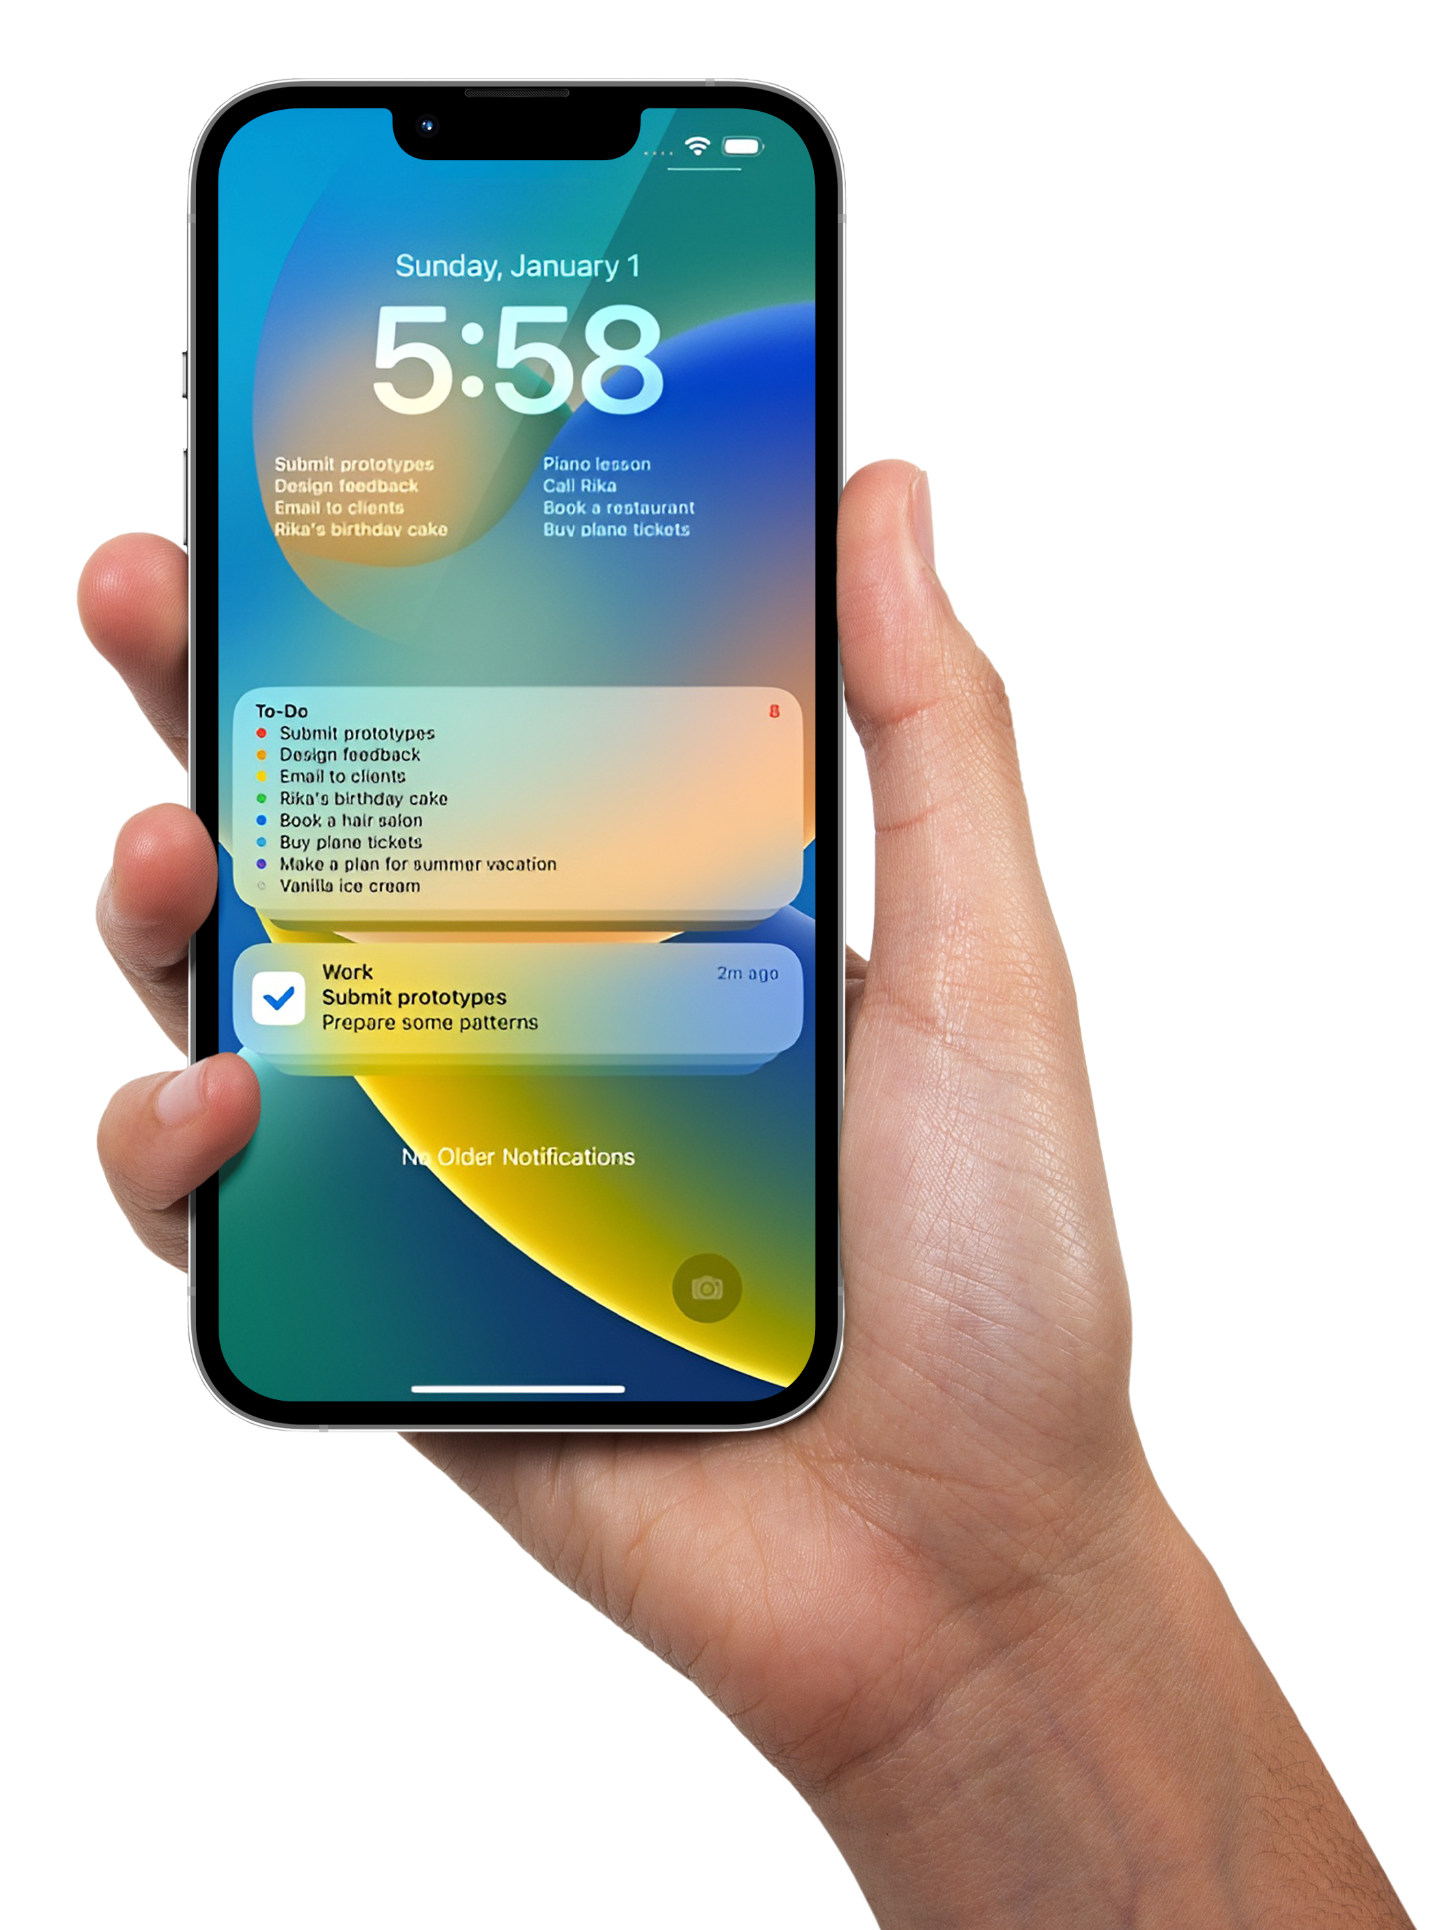 Sunday, January 1
5:58
Submit prototypes
Design feedback
Email to clients
Rika's birthday cake
Piano lesson
Call Rika
Book a restaurant
Buy plane tickets
To-Do 8
Submit prototypes
Design feedback
Email to clients
Rika's birthday cake
Book a hair salon
Buy plane tickets
Make a plan for summer vacation
Vanilla ice cream
Work 2m ago
Submit prototypes
Prepare some patterns
No Older Notifications